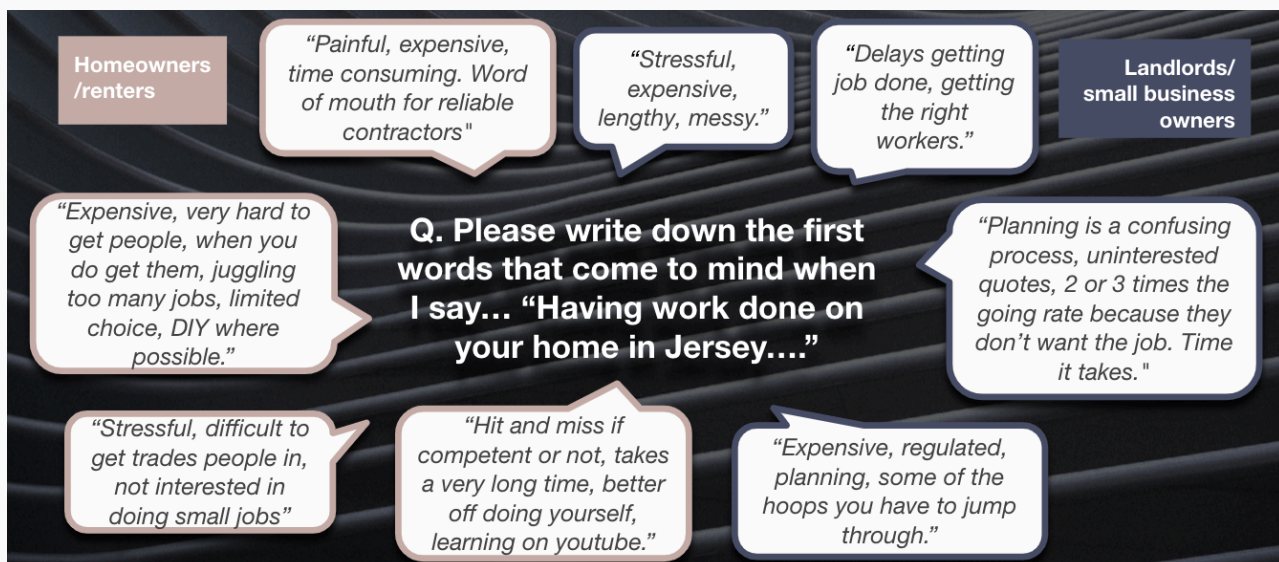 Homeowners
/renters
“Painful, expensive,
time consuming. Word
of mouth for reliable
contractors"
“Stressful,
expensive,
lengthy, messy.”
“Delays getting
job done, getting
the right
workers.”
Landlords/
small business
owners
“Expensive, very hard to
get people, when you
do get them, juggling
too many jobs, limited
choice, DIY where
possible.”
Q. Please write down the first
words that come to mind when
I say… “Having work done on
your home in Jersey….”
“Planning is a confusing
process, uninterested
quotes, 2 or 3 times the
going rate because they
don’t want the job. Time
it takes."
“Stressful, difficult to
get trades people in,
not interested in
doing small jobs”
“Hit and miss if
competent or not, takes
a very long time, better
off doing yourself,
learning on youtube.”
“Expensive, regulated,
planning, some of the
hoops you have to jump
through.”